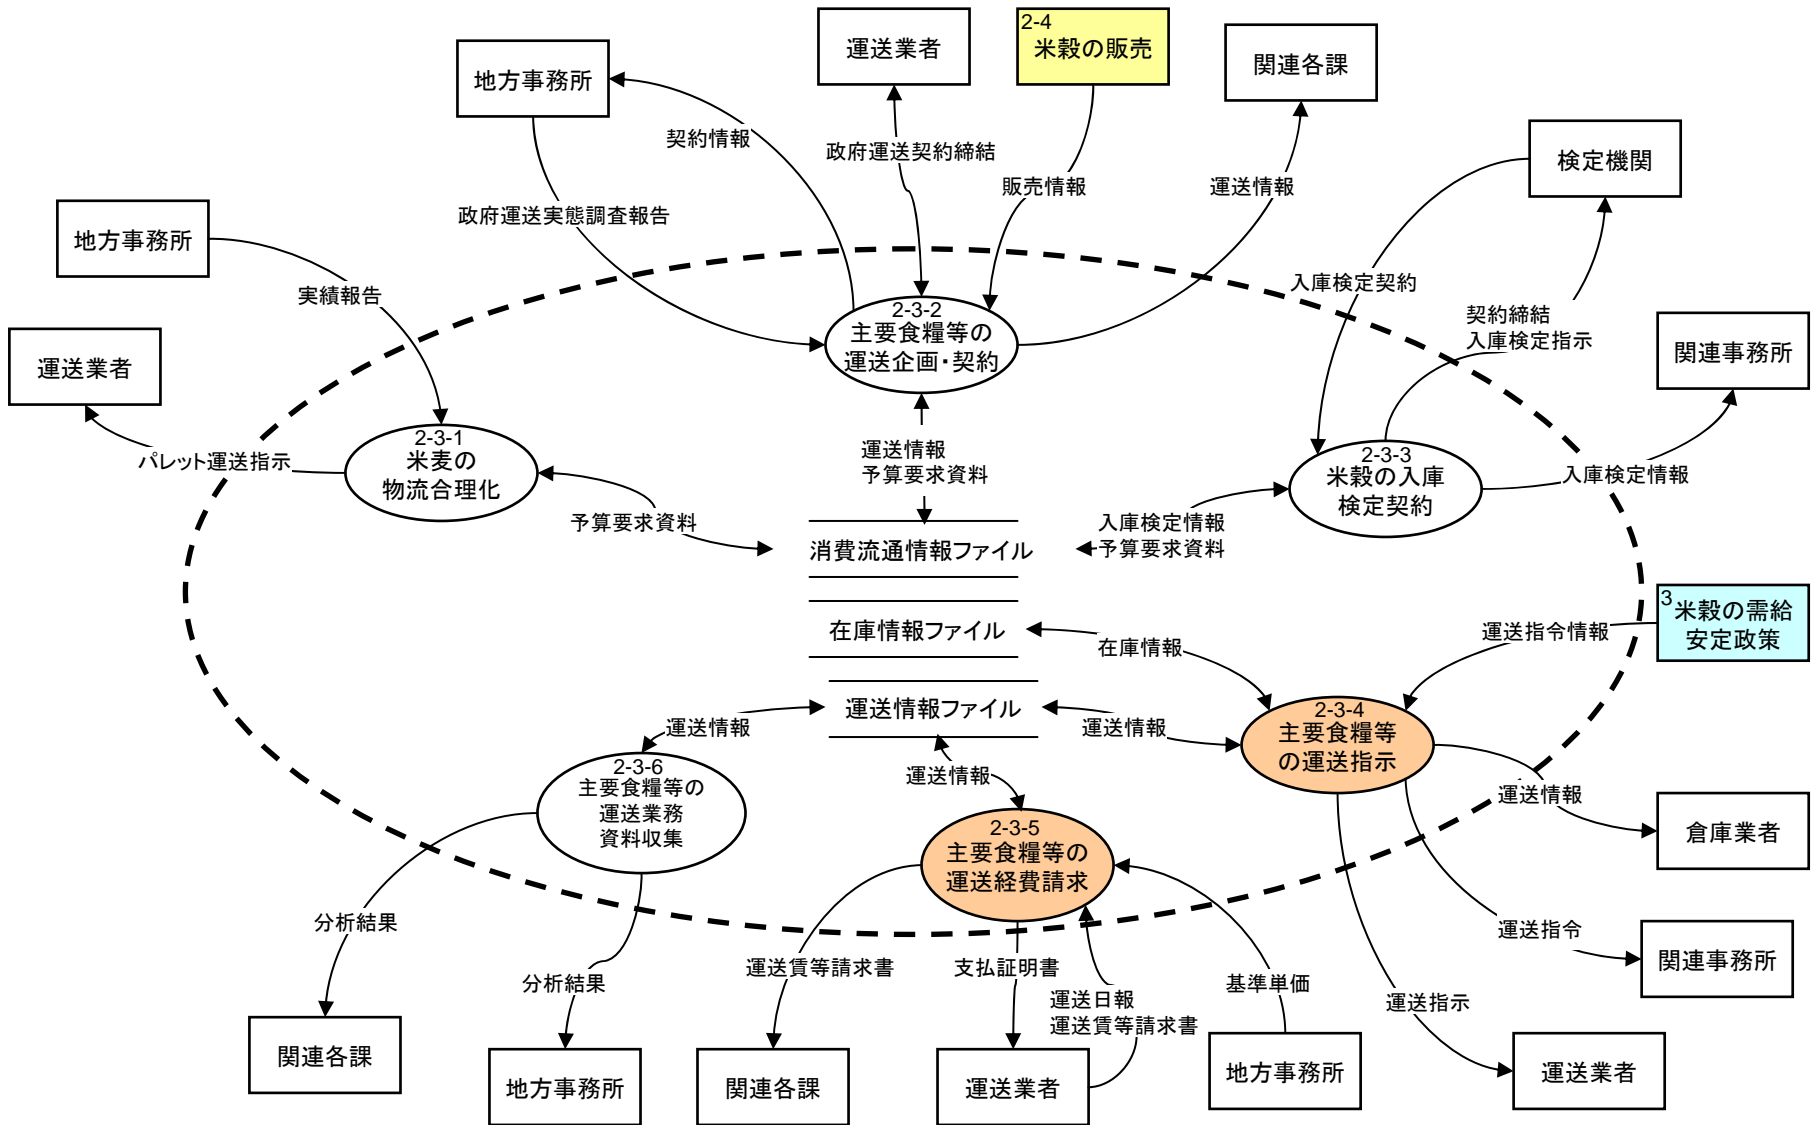 運送業者
2-4
米穀の販売
関連各課
地方事務所
契約情報
政府運送契約締結
販売情報
運送情報
検定機関
地方事務所
政府運送実態調査報告
実績報告
入庫検定契約
契約締結
入庫検定指示
関連事務所
運送業者
2-3-2
主要食糧等の
運送企画・契約
パレット運送指示
2-3-1
米麦の
物流合理化
運送情報
予算要求資料
2-3-3
米穀の入庫
検定契約
入庫検定情報
予算要求資料
入庫検定情報
予算要求資料
消費流通情報ファイル
在庫情報ファイル
在庫情報
運送指令情報
3
米穀の需給
安定政策
運送情報
運送情報ファイル
運送情報
2-3-4
主要食糧等
の運送指示
2-3-6
主要食糧等の
運送業務
資料収集
運送情報
2-3-5
主要食糧等の
運送経費請求
運送情報
倉庫業者
分析結果
運送指令
関連事務所
分析結果
運送賃等請求書
支払証明書
運送日報
運送賃等請求書
基準単価
運送指示
関連各課
地方事務所
関連各課
運送業者
地方事務所
運送業者